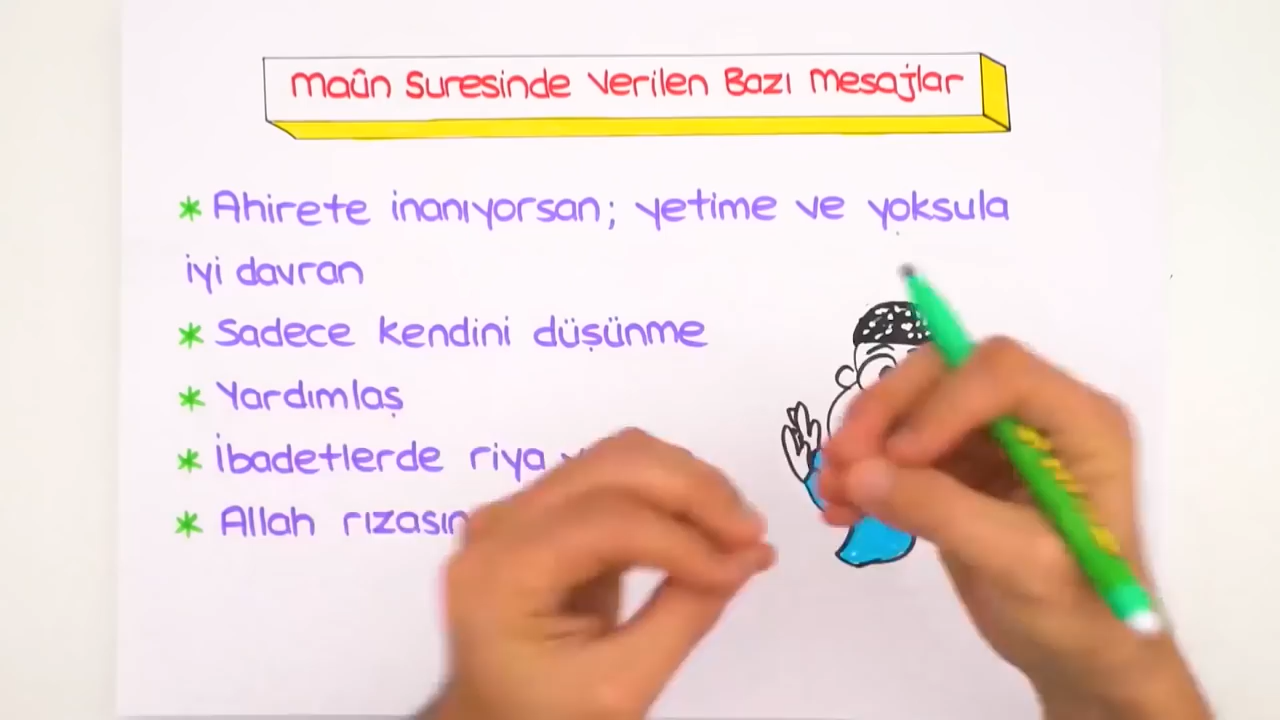 Maûn Suresinde Verilen Bazı Mesajlar
* Ahirete inanıyorsan; yetime ve yoksula
iyi davran
* Sadece kendini düşünme
* Yardımlaş
* İbadetlerde riya
* Allah